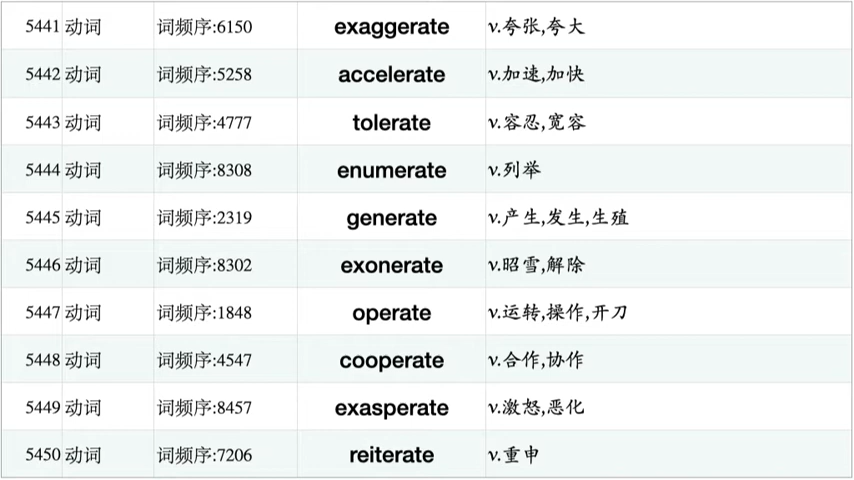 5441 动词 词频序:6150 exaggerate v.夸张,夸大
5442 动词 词频序:5258 accelerate v.加速,加快
5443 动词 词频序:4777 tolerate v.容忍,宽容
5444 动词 词频序:8308 enumerate v.列举
5445 动词 词频序:2319 generate v.产生,发生,生殖
5446 动词 词频序:8302 exonerate v.昭雪,解除
5447 动词 词频序:1848 operate v.运转,操作,开刀
5448 动词 词频序:4547 cooperate v.合作,协作
5449 动词 词频序:8457 exasperate v.激怒,恶化
5450 动词 词频序:7206 reiterate v.重申